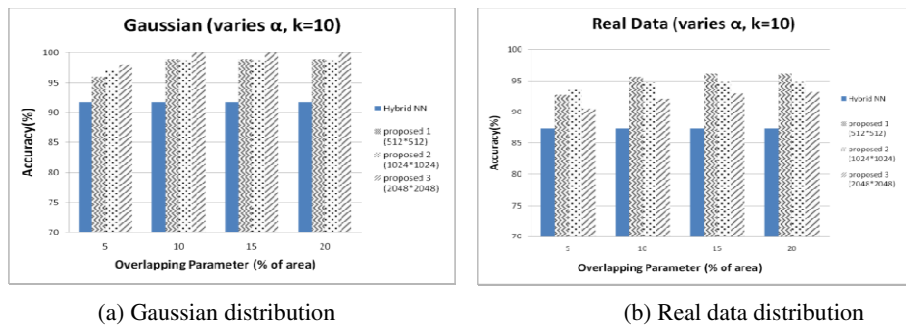 Gaussian (varies α, k=10)
100
95
90
85
80
75
70
Accuracy(%)
5 10 15 20
Overlapping Parameter (% of area)
Hybrid NN
proposed 1
(512*512)
proposed 2
(1024*1024)
proposed 3
(2048*2048)
(a) Gaussian distribution
Real Data (varies α, k=10)
100
95
90
85
80
75
70
Accuracy(%)
5 10 15 20
Overlapping Parameter (% of area)
Hybrid NN
proposed 1
(512*512)
proposed 2
(1024*1024)
proposed 3
(2048*2048)
(b) Real data distribution